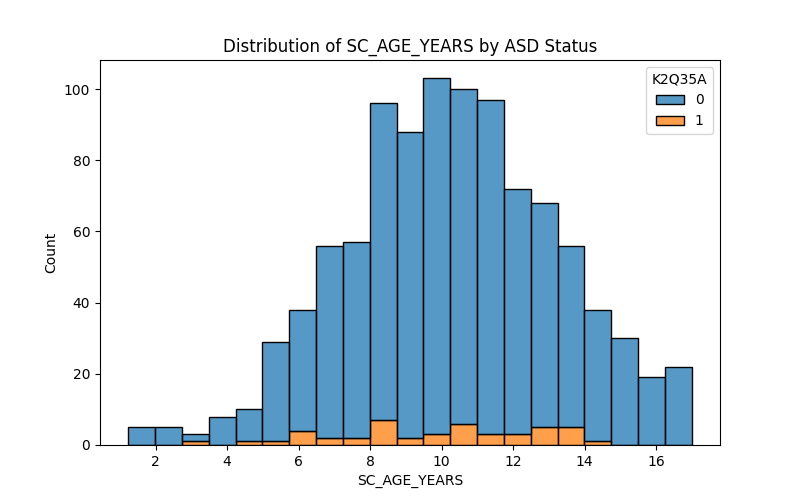 Distribution of SC_AGE_YEARS by ASD Status
K2Q35A
0
1
100
80
60
40
20
0
Count
2 4 6 8 10 12 14 16
SC_AGE_YEARS